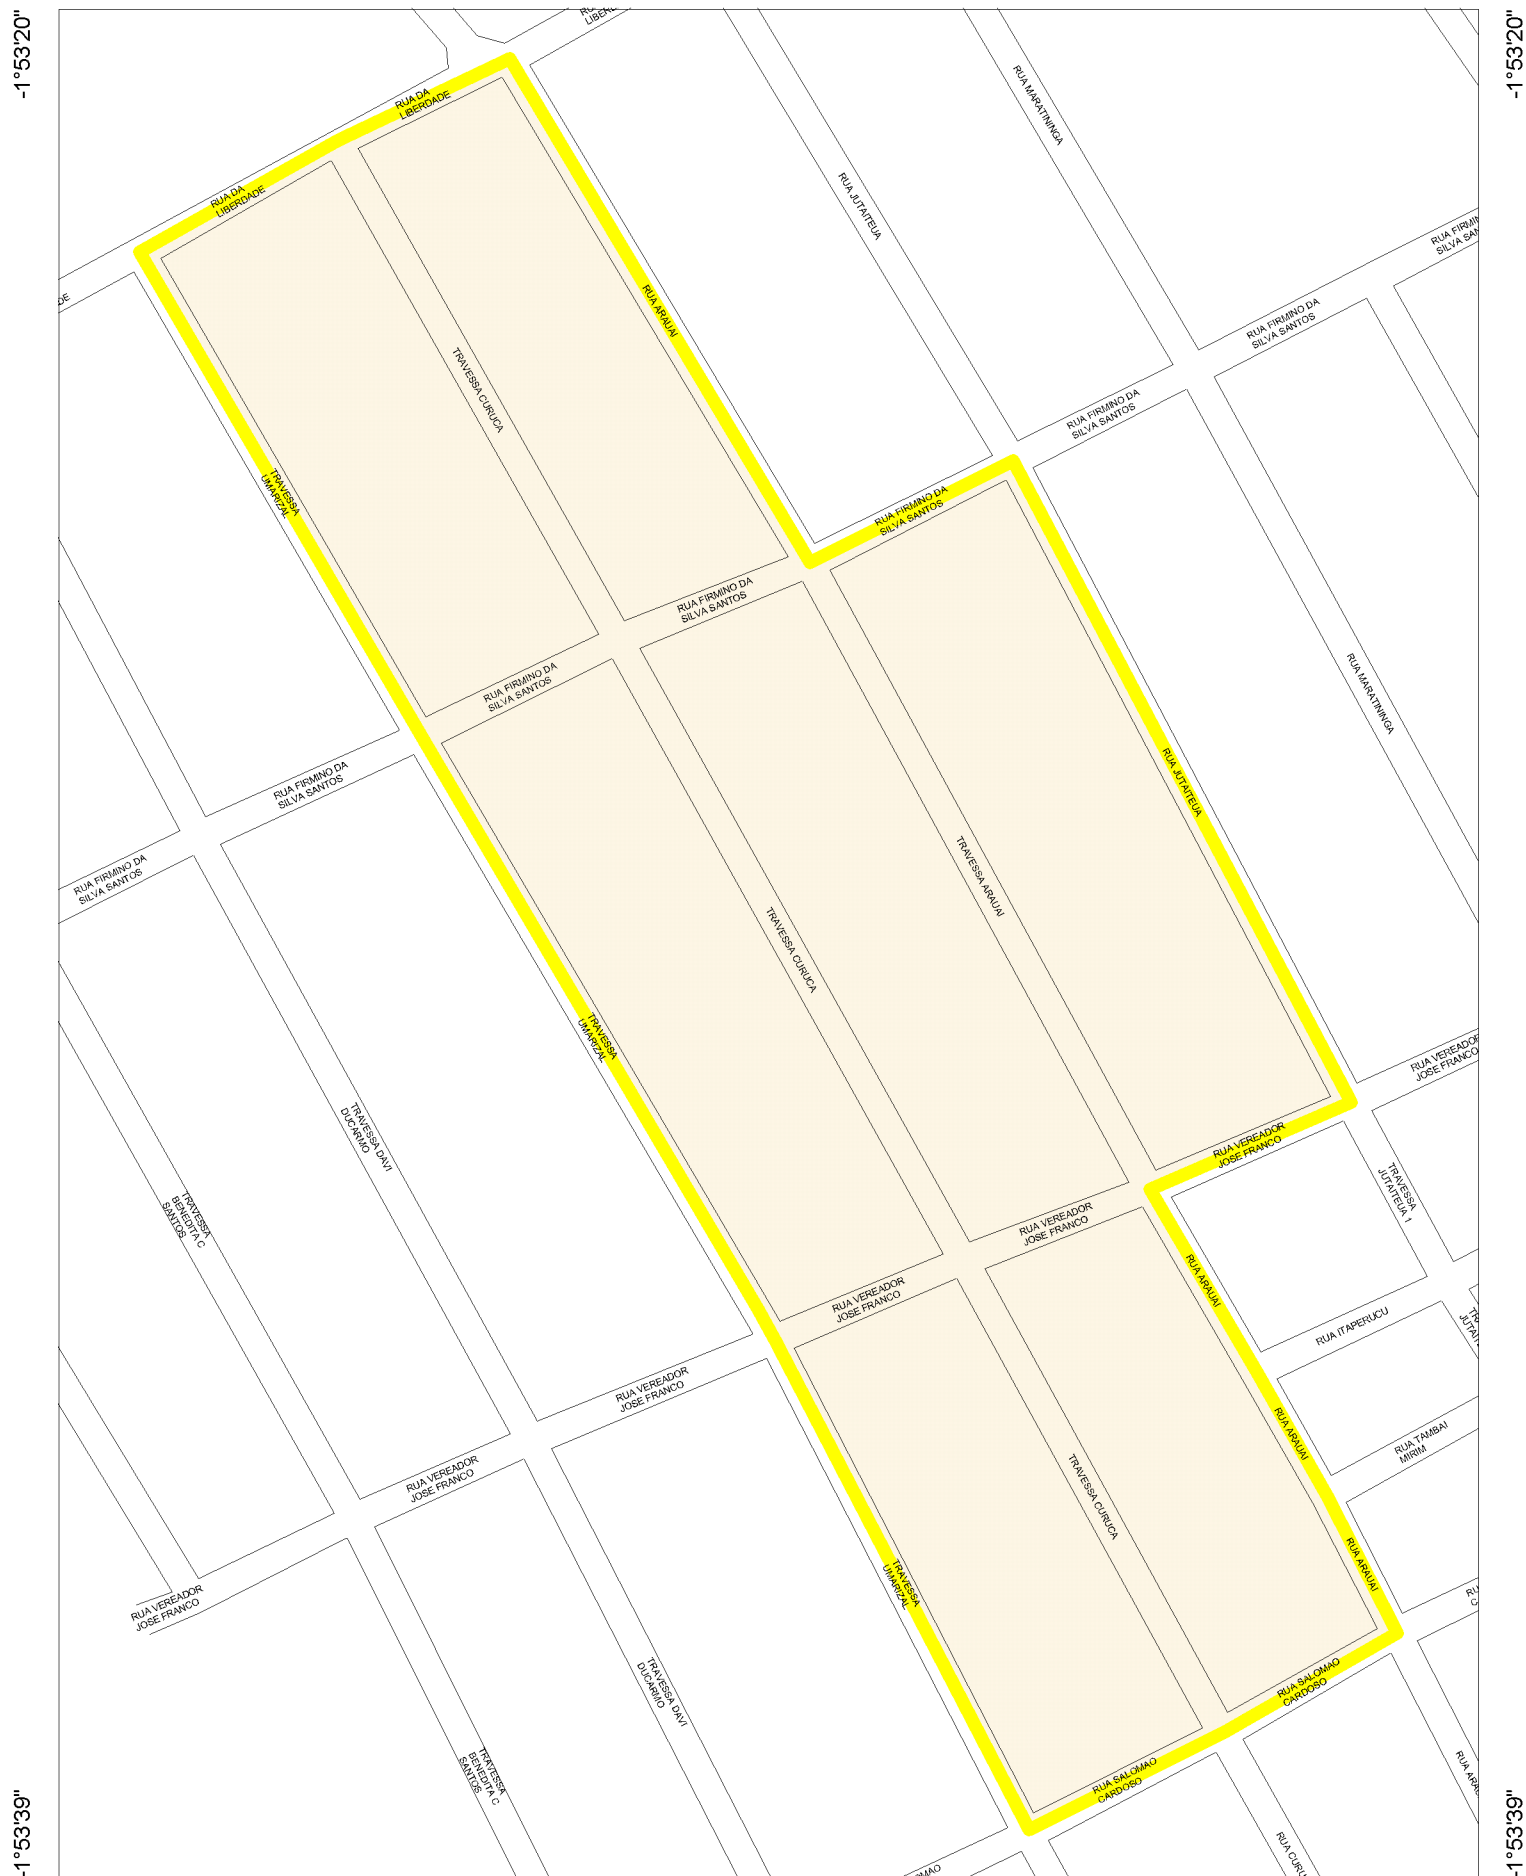 -1°53'20"
-1°53'20"
RUA DA
LIBERDADE
RUA DA
LIBERDADE
RUA MARATININGA
RUA JUTAITEUA
RUA ARAUAI
TRAVESSA CURUCA
TRAVESSA
UMARIZAL
RUA FIRMINO DA
SILVA SANTOS
RUA FIRMINO DA
SILVA SANTOS
RUA FIRMINO DA
SILVA SANTOS
RUA FIRMINO DA
SILVA SANTOS
RUA FIRMINO DA
SILVA SANTOS
RUA FIRMINO DA
SILVA SANTOS
RUA FIRMINO DA
SILVA SANTOS
RUA MARATININGA
RUA JUTAITEUA
TRAVESSA ARAUAI
TRAVESSA CURUCA
TRAVESSA
UMARIZAL
TRAVESSA DAVI
DUCARMO
TRAVESSA
BENEDITA C
SANTOS
RUA VEREADOR
JOSE FRANCO
RUA VEREADOR
JOSE FRANCO
RUA VEREADOR
JOSE FRANCO
RUA VEREADOR
JOSE FRANCO
RUA VEREADOR
JOSE FRANCO
RUA VEREADOR
JOSE FRANCO
RUA VEREADOR
JOSE FRANCO
TRAVESSA
JUTAITEUA 1
RUA ARAUAI
RUA ITAPERUCU
RUA ARAUAI
RUA TAMBAI
MIRIM
TRAVESSA CURUCA
RUA ARAUAI
TRAVESSA
UMARIZAL
TRAVESSA DAVI
DUCARMO
TRAVESSA
BENEDITA C
SANTOS
RUA SALOMAO
CARDOSO
RUA SALOMAO
CARDOSO
-1°53'39"
-1°53'39"